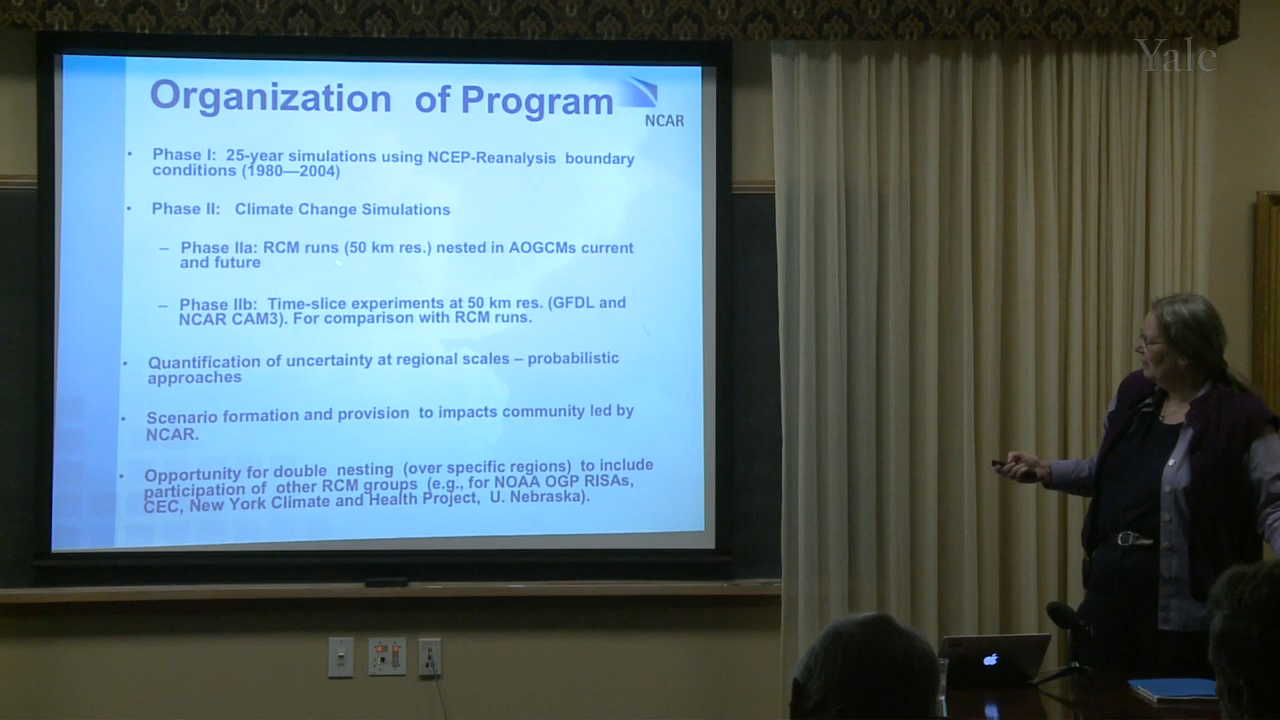 Yale
Organization of Program
NCAR
• Phase I: 25-year simulations using NCEP-Reanalysis boundary
conditions (1980—2004)
• Phase II: Climate Change Simulations
– Phase IIa: RCM runs (50 km res.) nested in AOGCMs current
and future
– Phase IIb: Time-slice experiments at 50 km res. (GFDL and
NCAR CAM3). For comparison with RCM runs.
• Quantification of uncertainty at regional scales – probabilistic
approaches
• Scenario formation and provision to impacts community led by
NCAR.
• Opportunity for double nesting (over specific regions) to include
participation of other RCM groups (e.g., for NOAA OGP RISAs,
CEC, New York Climate and Health Project, U. Nebraska).